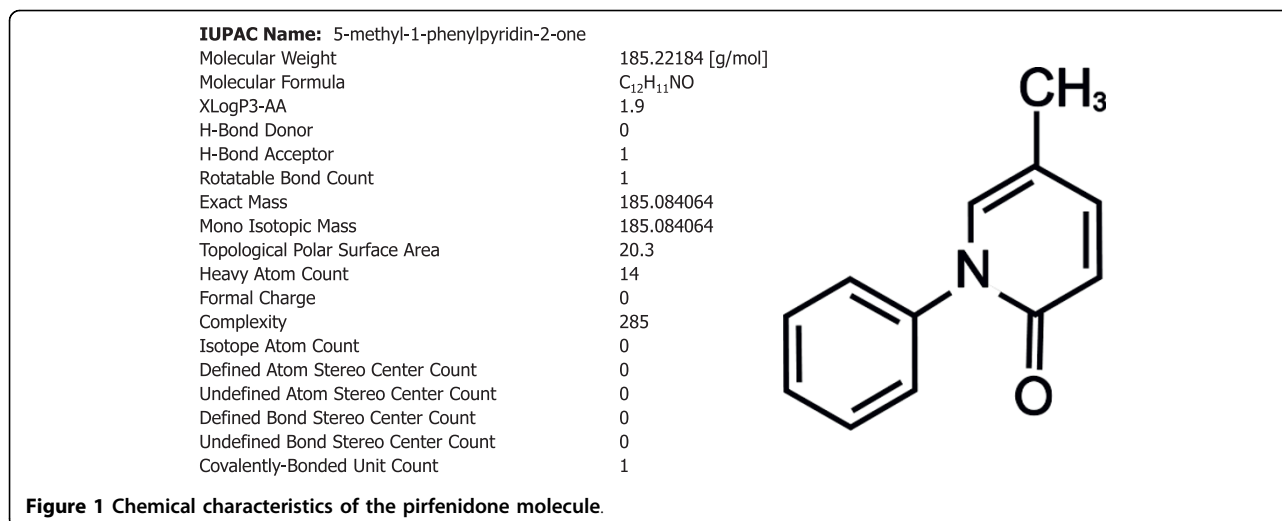 IUPAC Name: 5-methyl-1-phenylpyridin-2-one
Molecular Weight 185.22184 [g/mol]
Molecular Formula C₁₂H₁₁NO
XLogP3-AA 1.9
H-Bond Donor 0
H-Bond Acceptor 1
Rotatable Bond Count 1
Exact Mass 185.084064
Mono Isotopic Mass 185.084064
Topological Polar Surface Area 20.3
Heavy Atom Count 14
Formal Charge 0
Complexity 285
Isotope Atom Count 0
Defined Atom Stereo Center Count 0
Undefined Atom Stereo Center Count 0
Defined Bond Stereo Center Count 0
Undefined Bond Stereo Center Count 0
Covalently-Bonded Unit Count 1
CH₃
N
O
Figure 1 Chemical characteristics of the pirfenidone molecule.